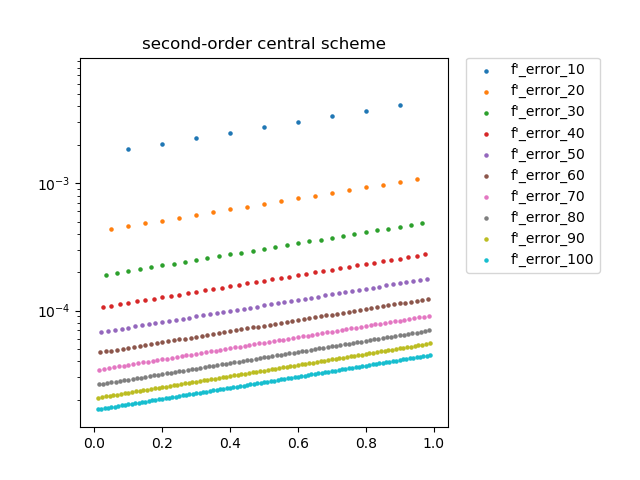 second-order central scheme
f'_error_10
f'_error_20
f'_error_30
f'_error_40
f'_error_50
f'_error_60
f'_error_70
f'_error_80
f'_error_90
f'_error_100
10⁻³
10⁻⁴
0.0 0.2 0.4 0.6 0.8 1.0